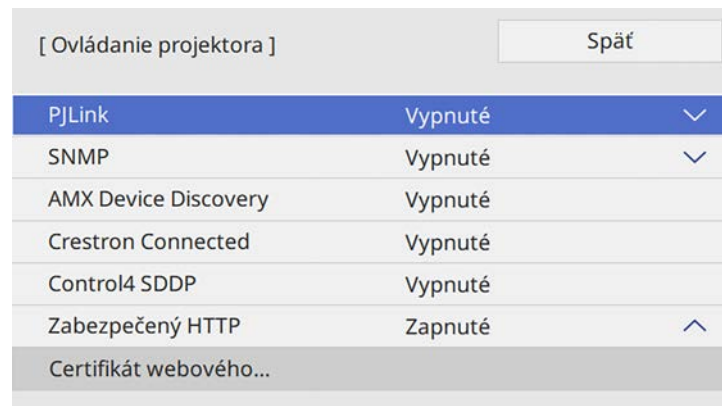 [ Ovládanie projektora ] Späť
PJLink Vypnuté
SNMP Vypnuté
AMX Device Discovery Vypnuté
Crestron Connected Vypnuté
Control4 SDDP Vypnuté
Zabezpečený HTTP Zapnuté
Certifikát webového...